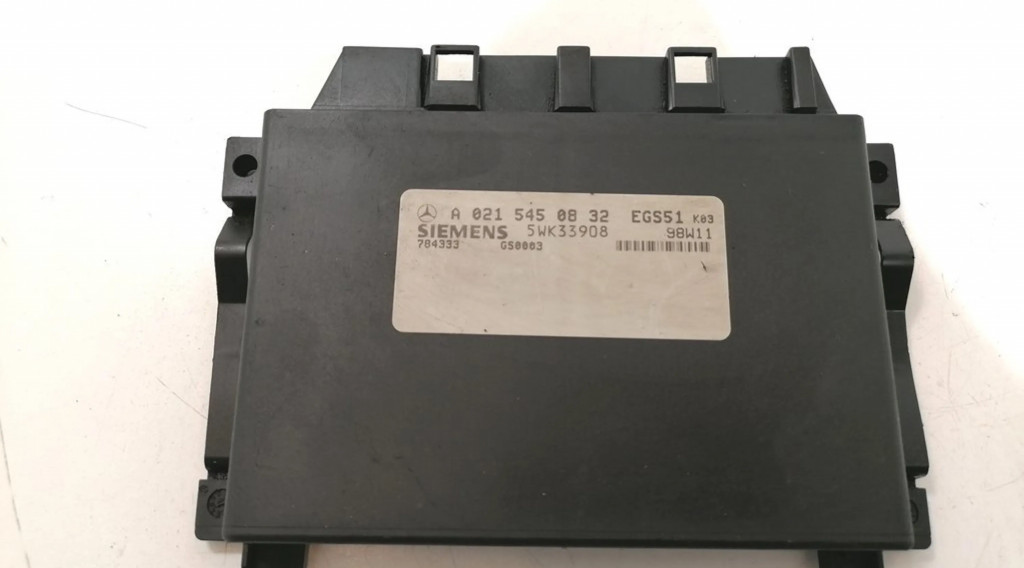 A 021 545 08 32 EGS51 K03
SIEMENS 5WK33908 98W11
784333 GS0003